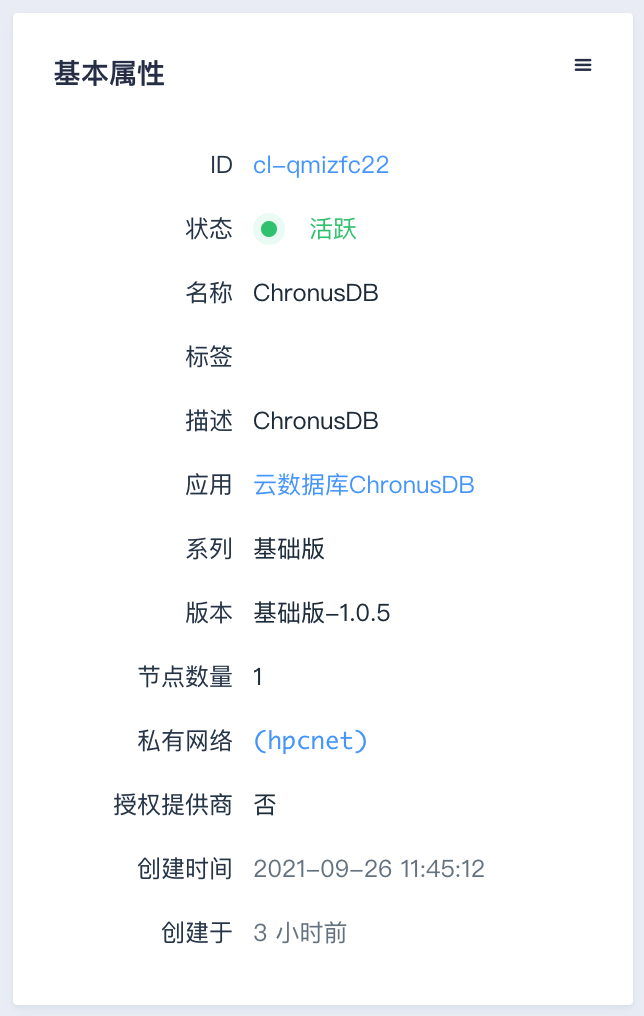 基本属性
ID cl-qmizfc22
状态 活跃
名称 ChronusDB
标签
描述 ChronusDB
应用 云数据库ChronusDB
系列 基础版
版本 基础版-1.0.5
节点数量 1
私有网络 (hpcnet)
授权提供商 否
创建时间 2021-09-26 11:45:12
创建于 3 小时前